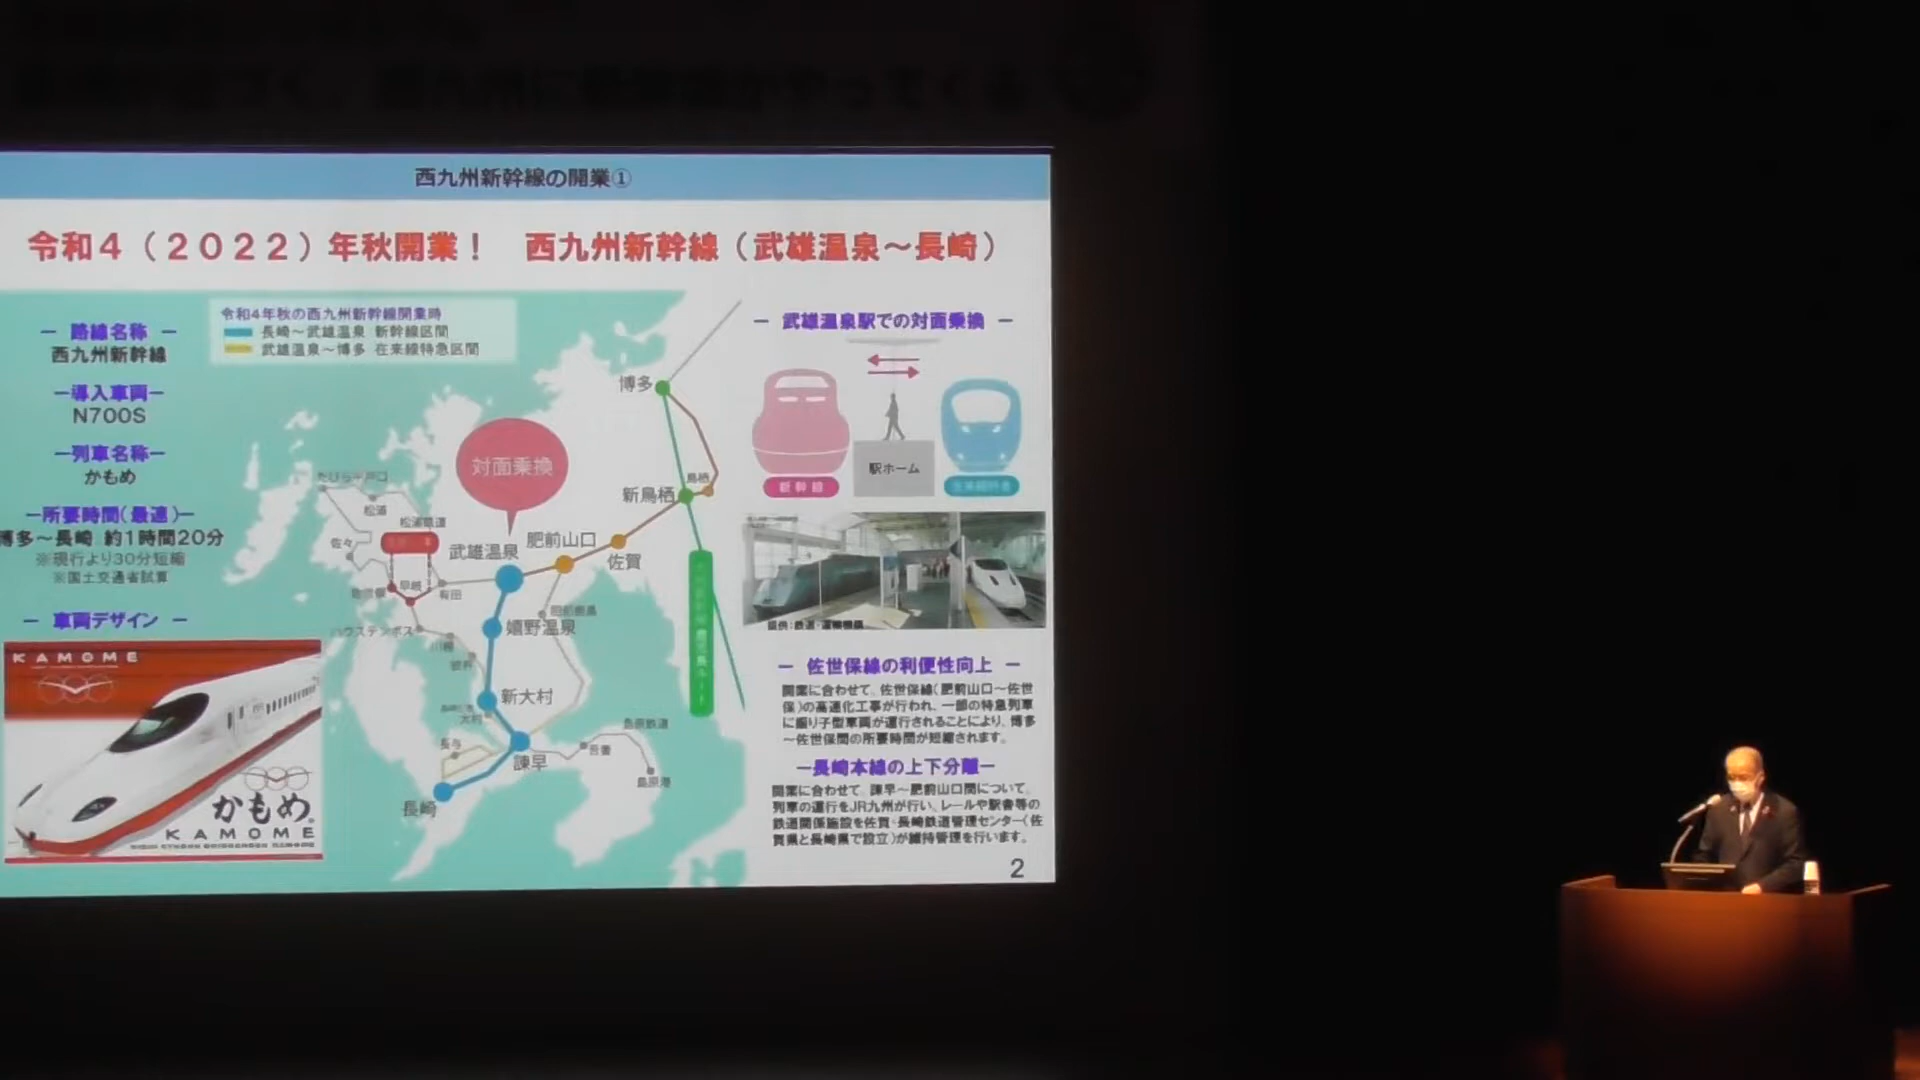 西九州新幹線の開業①
令和4（2022）年秋開業！　西九州新幹線（武雄温泉～長崎）
― 路線名称 ―
西九州新幹線
―導入車両―
N700S
―列車名称―
かもめ
―所要時間（最速）―
博多～長崎 約1時間20分
※現行より30分短縮
※国土交通省試算
― 車両デザイン ―
KAMOME
かもめ。
KAMOME
令和4年秋の西九州新幹線開業時
長崎～武雄温泉 新幹線区間
武雄温泉～博多 在来線特急区間
対面乗換
博多
鳥栖
新鳥栖
佐賀
肥前山口
武雄温泉
嬉野温泉
新大村
諫早
長崎
たびら平戸口
松浦
松浦鉄道
佐々
早岐
有田
ハウステンボス
大村
長与
吾妻
島原鉄道
島原港
― 武雄温泉駅での対面乗換 ―
駅ホーム
新幹線
― 佐世保線の利便性向上 ―
開業に合わせて、佐世保線（肥前山口～佐世
保）の高速化工事が行われ、一部の特急列車
に振り子型車両が運行されることにより、博多
～佐世保間の所要時間が短縮されます。
―長崎本線の上下分離―
開業に合わせて、諫早～肥前山口間について、
列車の運行をJR九州が行い、レールや駅舎等の
鉄道関係施設を佐賀・長崎鉄道管理センター（佐
賀県と長崎県で設立）が維持管理を行います。
2